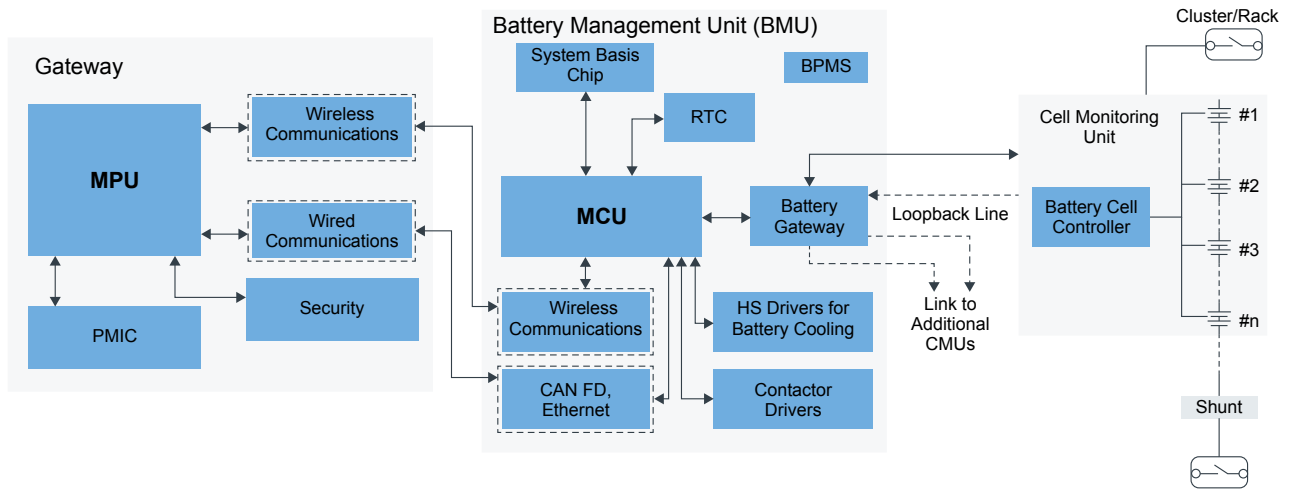 Gateway
MPU
Wireless
Communications
Wired
Communications
PMIC
Security
Battery Management Unit (BMU)
System Basis
Chip
BPMS
RTC
MCU
Battery
Gateway
Wireless
Communications
HS Drivers for
Battery Cooling
CAN FD,
Ethernet
Contactor
Drivers
Loopback Line
Link to
Additional
CMUs
Cluster/Rack
Cell Monitoring
Unit
Battery Cell
Controller
#1
#2
#3
#n
Shunt